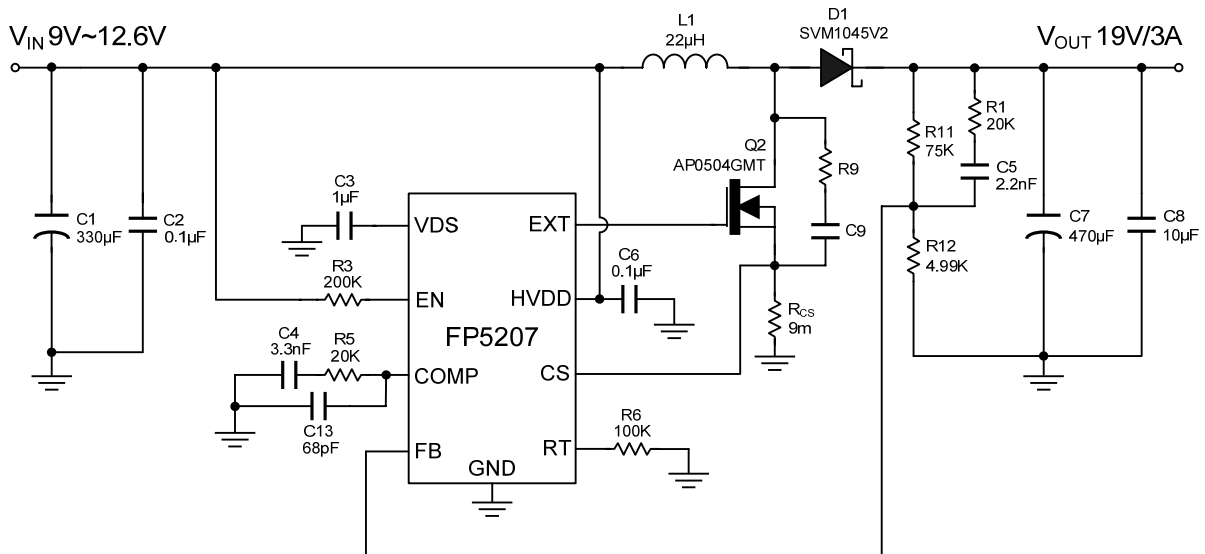 V_IN 9V~12.6V
L1
22µH
D1
SVM1045V2
V_OUT 19V/3A
C1
330µF
C2
0.1µF
C3
1µF
R3
200K
C4
3.3nF
R5
20K
C13
68pF
VDS
EN
COMP
FB
GND
FP5207
EXT
HVDD
CS
RT
C6
0.1µF
R6
100K
Q2
AP0504GMT
R9
C9
R_CS
9m
R11
75K
R1
20K
C5
2.2nF
R12
4.99K
C7
470µF
C8
10µF